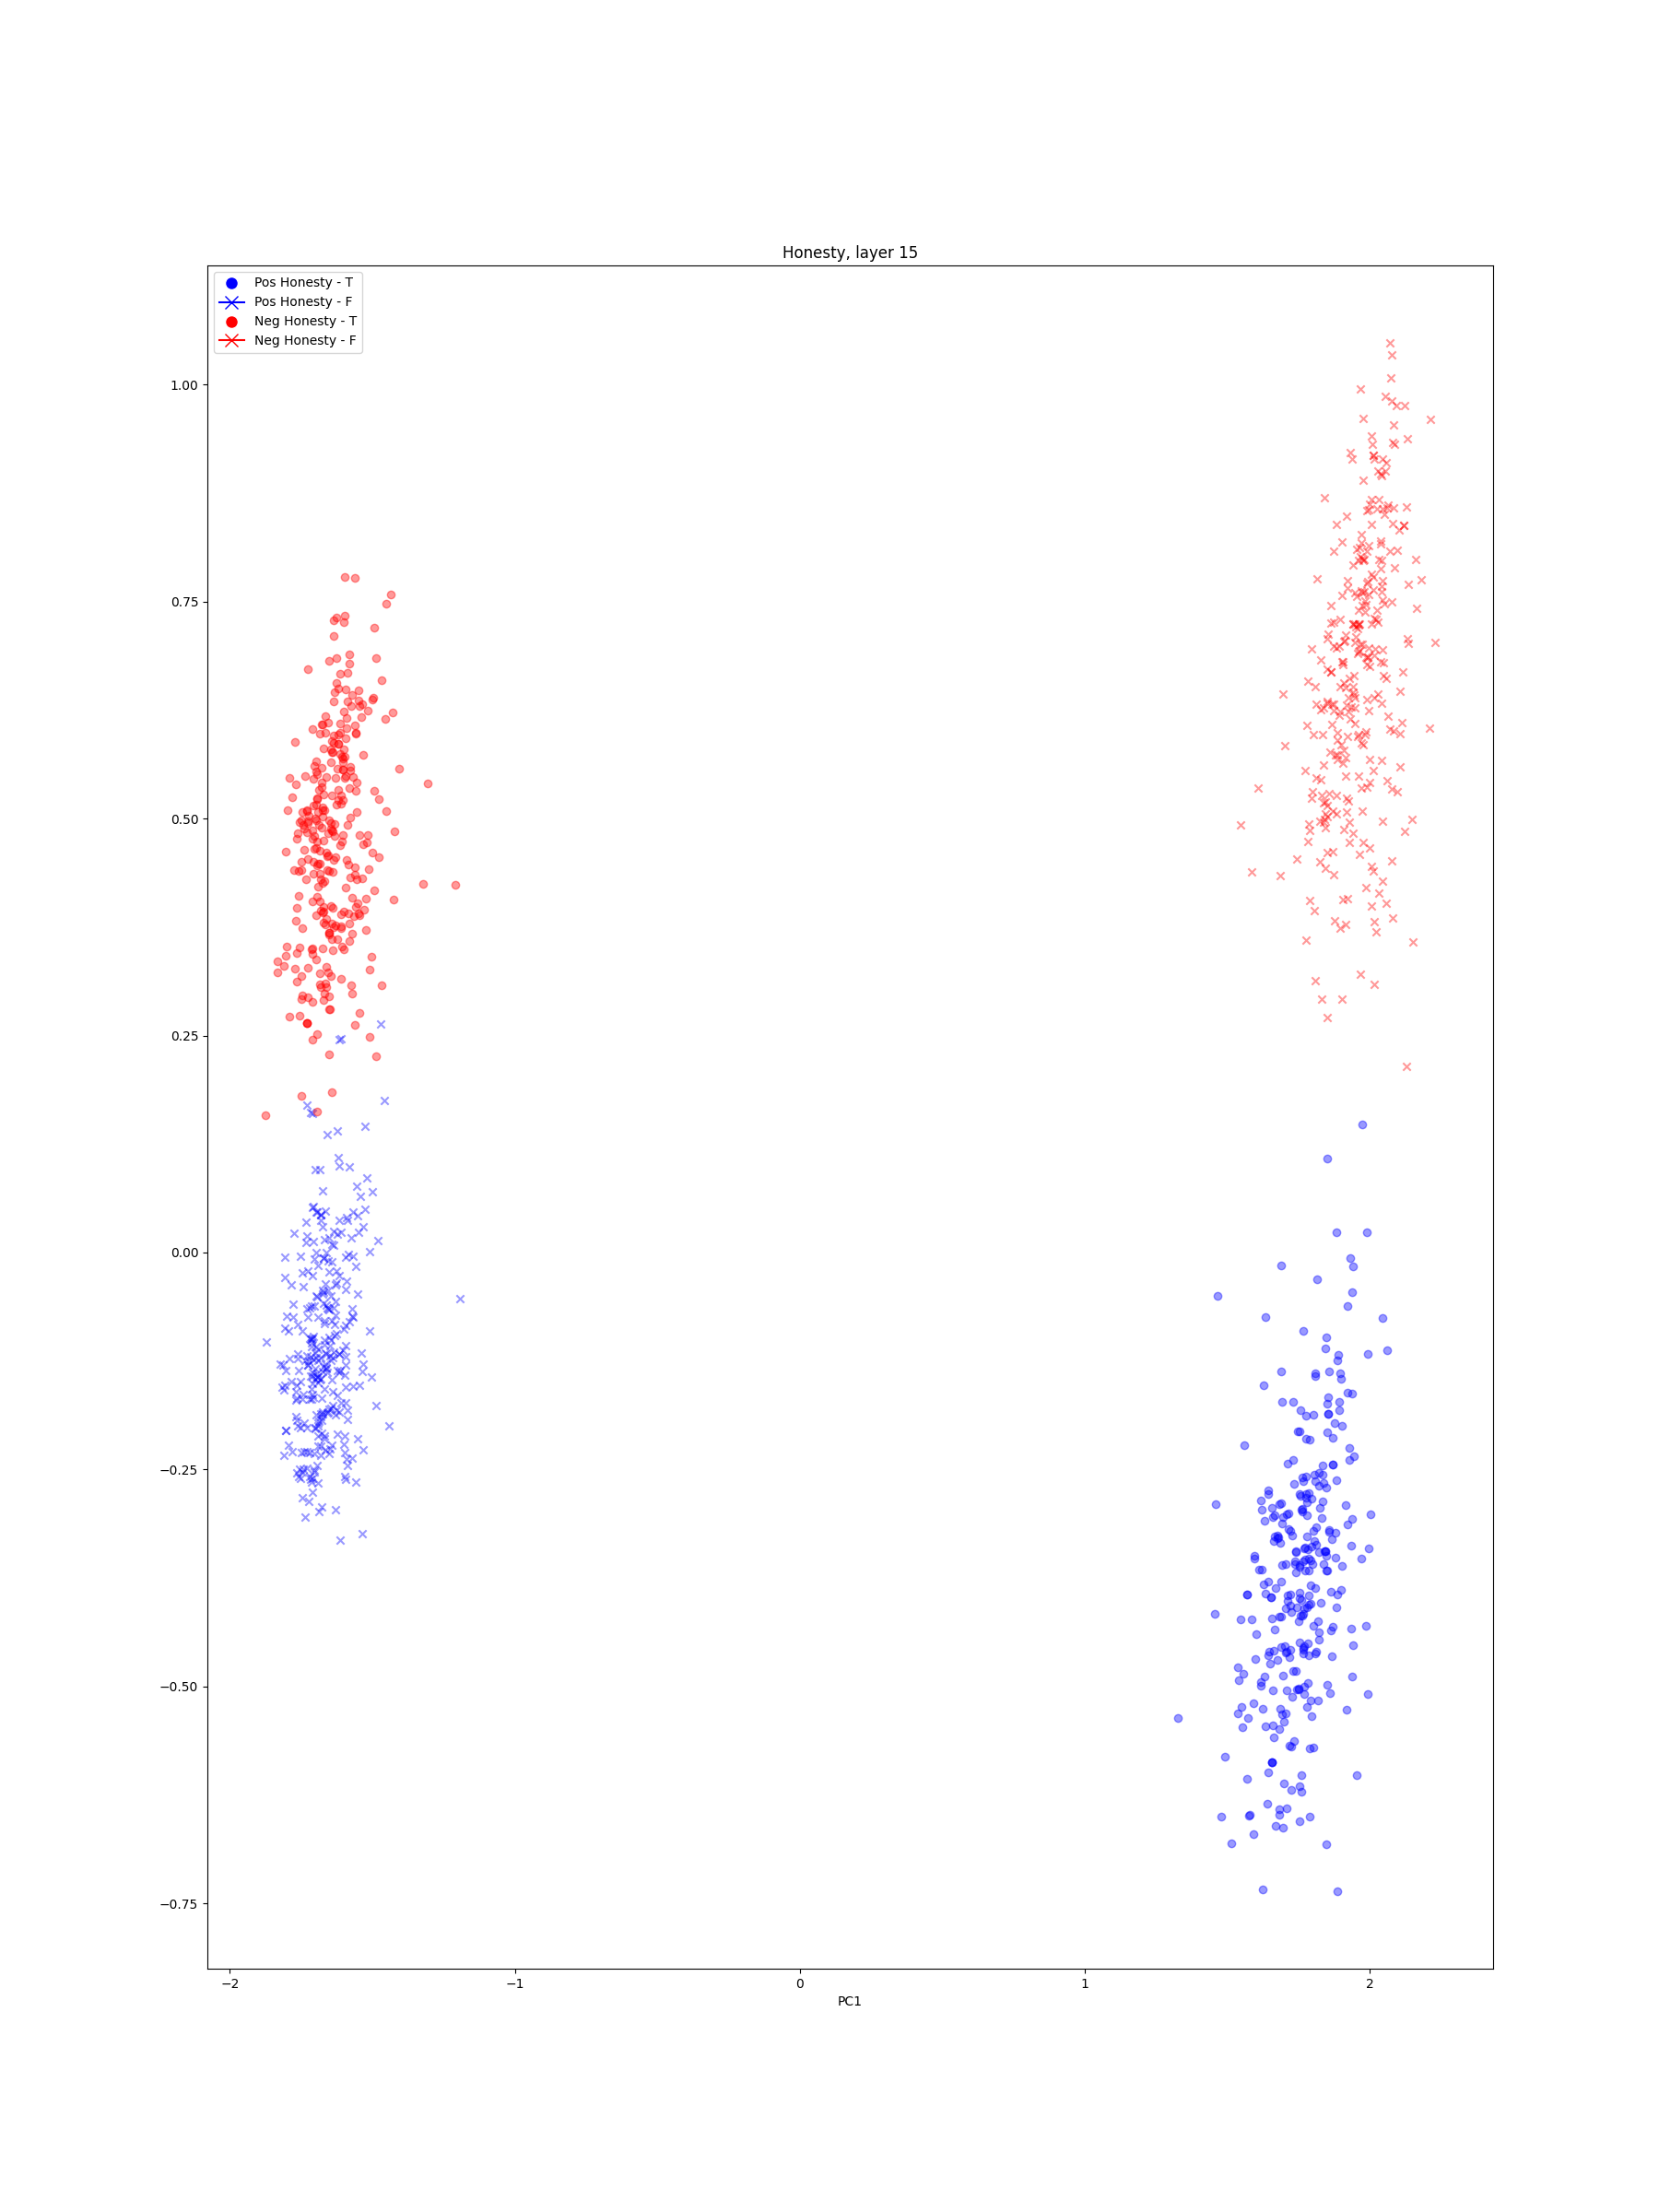 Honesty, layer 15
Pos Honesty - T
Pos Honesty - F
Neg Honesty - T
Neg Honesty - F
1.00
0.75
0.50
0.25
0.00
−0.25
−0.50
−0.75
−2
−1
0
1
2
PC1